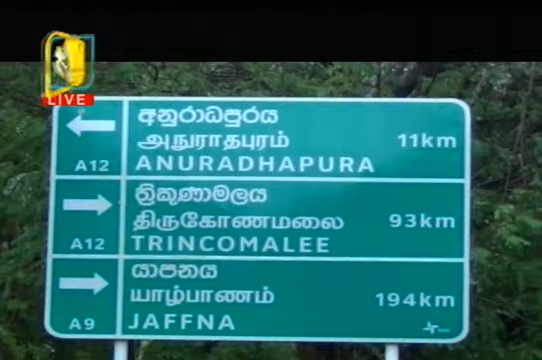 LIVE
අනුරාධපුරය
அநுராதபுரம் 11km
A12 ANURADHAPURA
ත්‍රිකුණාමලය
திருகோணமலை 93km
A12 TRINCOMALEE
යාපනය
யாழ்பாணம் 194km
A9 JAFFNA